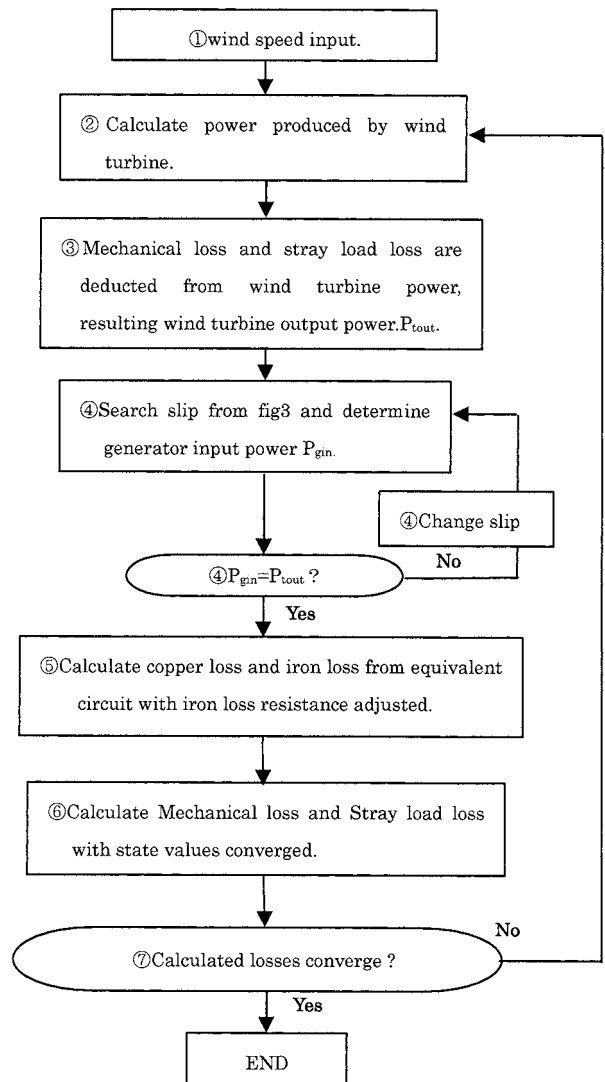 ①wind speed input.
② Calculate power produced by wind
turbine.
③Mechanical loss and stray load loss are
deducted from wind turbine power,
resulting wind turbine output power.Ptout.
④Search slip from fig3 and determine
generator input power Pgin.
④Change slip
No
④Pgin=Ptout ?
Yes
⑤Calculate copper loss and iron loss from equivalent
circuit with iron loss resistance adjusted.
⑥Calculate Mechanical loss and Stray load loss
with state values converged.
No
⑦Calculated losses converge ?
Yes
END